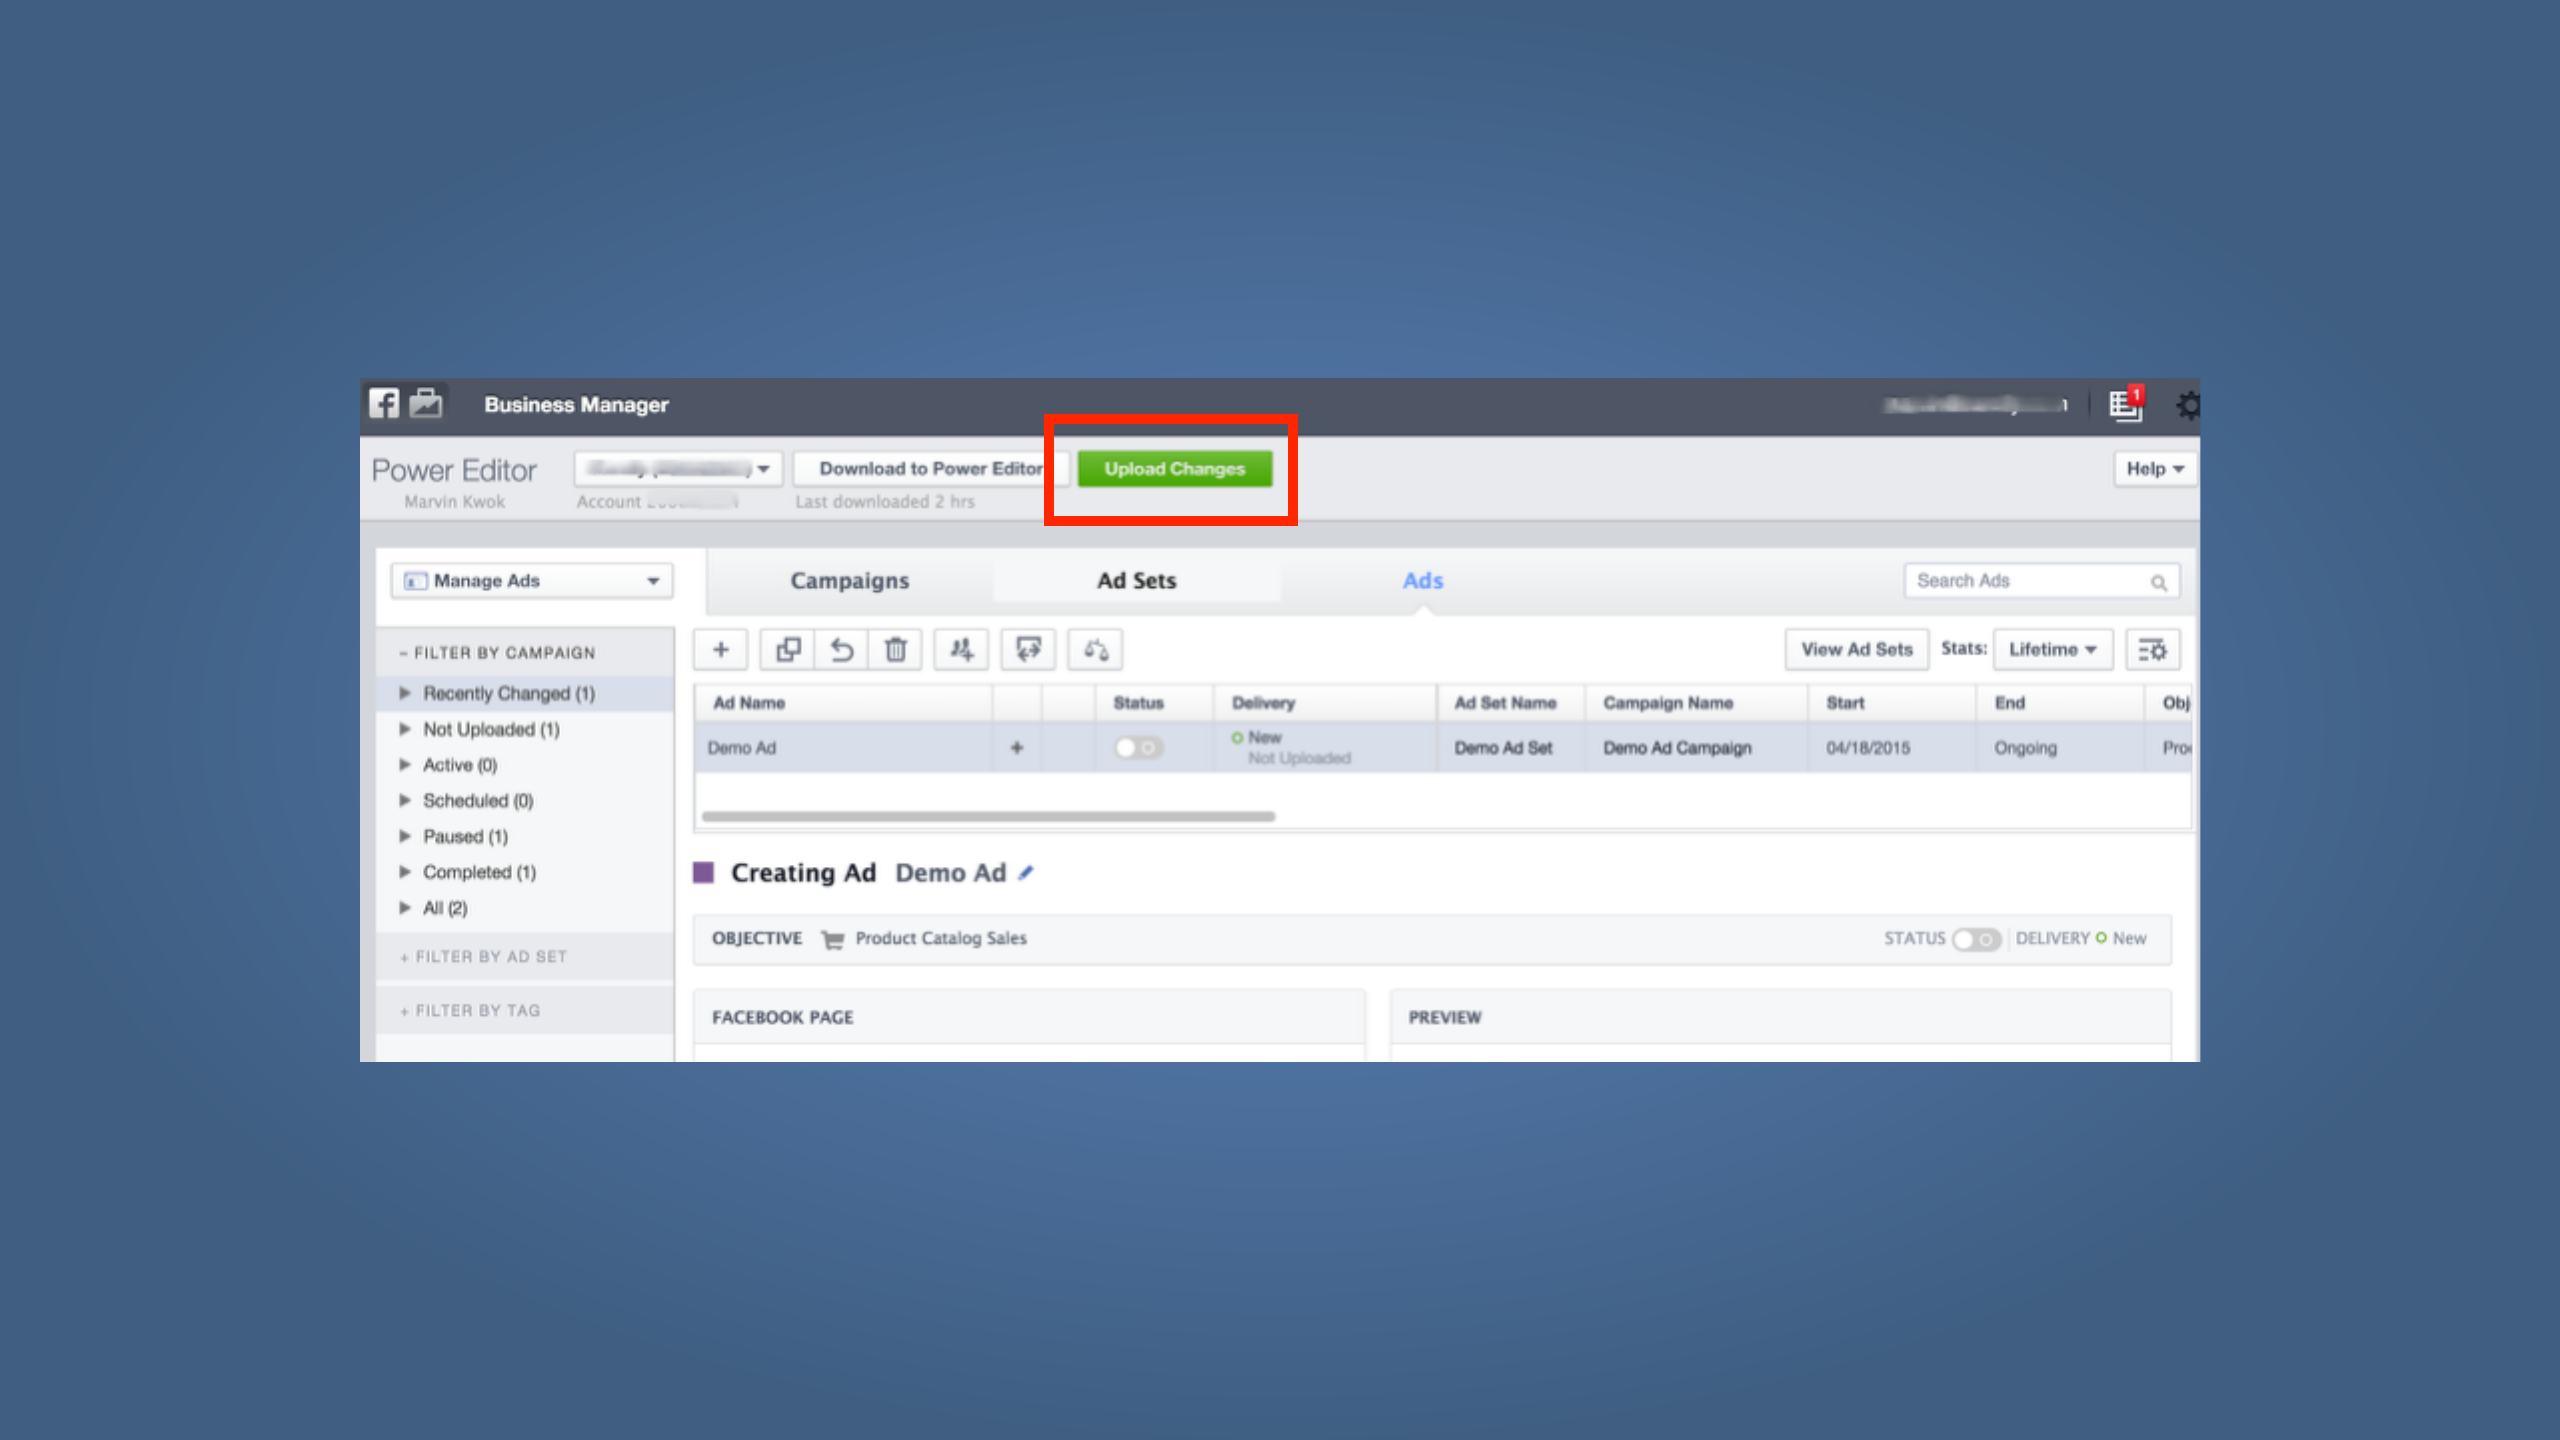 Business Manager
1
Power Editor
Download to Power Editor
Upload Changes
Help
Marvin Kwok
Account
Last downloaded 2 hrs
Manage Ads
Campaigns
Ad Sets
Ads
Search Ads
– FILTER BY CAMPAIGN
Recently Changed (1)
Not Uploaded (1)
Active (0)
Scheduled (0)
Paused (1)
Completed (1)
All (2)
+ FILTER BY AD SET
+ FILTER BY TAG
View Ad Sets
Stats:
Lifetime
Ad Name Status Delivery Ad Set Name Campaign Name Start End Obj
Demo Ad + New Demo Ad Set Demo Ad Campaign 04/18/2015 Ongoing Pro
Not Uploaded
Creating Ad Demo Ad
OBJECTIVE Product Catalog Sales
STATUS DELIVERY New
FACEBOOK PAGE
PREVIEW